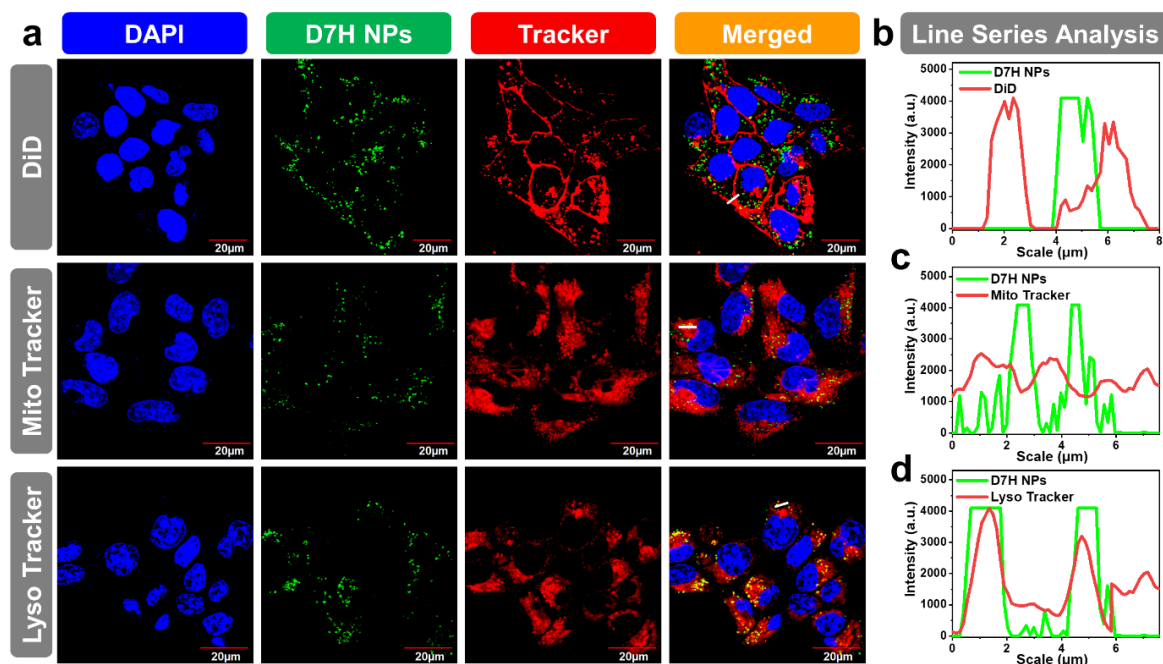 a
DAPI
D7H NPs
Tracker
Merged
b
Line Series Analysis
DiD
20μm
20μm
20μm
20μm
5000
4000
3000
2000
1000
0
Intensity (a.u.)
D7H NPs
DiD
0
2
4
6
8
Scale (μm)
Mito Tracker
20μm
20μm
20μm
20μm
c
5000
4000
3000
2000
1000
0
Intensity (a.u.)
D7H NPs
Mito Tracker
0
2
4
6
Scale (μm)
Lyso Tracker
20μm
20μm
20μm
20μm
d
5000
4000
3000
2000
1000
0
Intensity (a.u.)
D7H NPs
Lyso Tracker
0
2
4
6
Scale (μm)